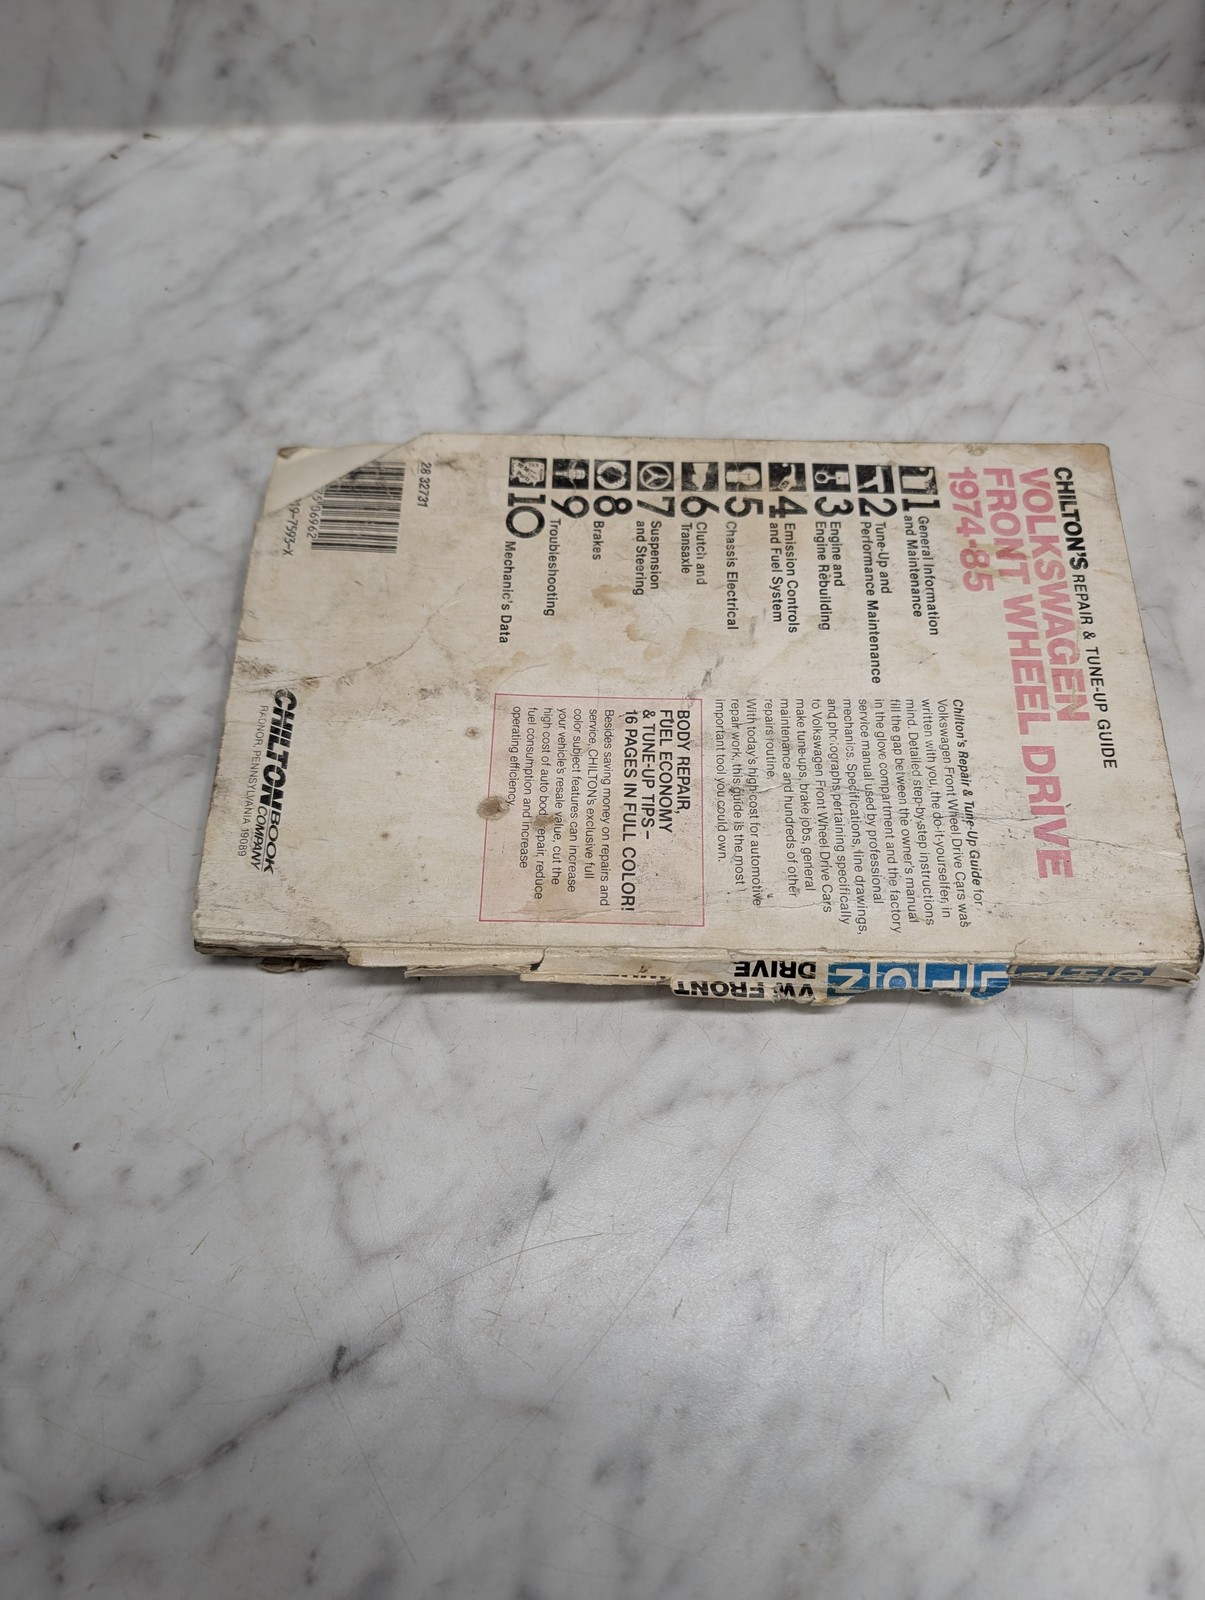 CHILTON'S REPAIR & TUNE-UP GUIDE
VOLKSWAGEN
FRONT WHEEL DRIVE
1974-85
1 General Information
and Maintenance
2 Tune-Up and
Performance Maintenance
3 Engine and
Engine Rebuilding
4 Emission Controls
and Fuel System
5 Chassis Electrical
6 Clutch and
Transaxle
7 Suspension
and Steering
8 Brakes
9 Troubleshooting
10 Mechanic's Data
Chilton's Repair & Tune-Up Guide for
Volkswagen Front Wheel Drive Cars was
written with you, the do-it-yourselfer, in
mind. Detailed step-by-step instructions
fill the gap between the owner's manual
in the glove compartment and the factory
service manual used by professional
mechanics. Specifications, line drawings,
and photographs pertaining specifically
to Volkswagen Front Wheel Drive Cars
make tune-ups, brake jobs, general
maintenance and hundreds of other
repairs routine.
With today's high cost for automotive
repair work, this guide is the most
important tool you could own.
BODY REPAIR,
FUEL ECONOMY
& TUNE-UP TIPS–
16 PAGES IN FULL COLOR!
Besides saving money on repairs and
service, CHILTON's exclusive full
color subject features can increase
your vehicle's resale value, cut the
high cost of auto body repair, reduce
fuel consumption and increase
operating efficiency.
28 32731
06962
19-7593-X
CHILTON BOOK
COMPANY
RADNOR, PENNSYLVANIA 19089
CHILTON
VW FRONT
DRIVE